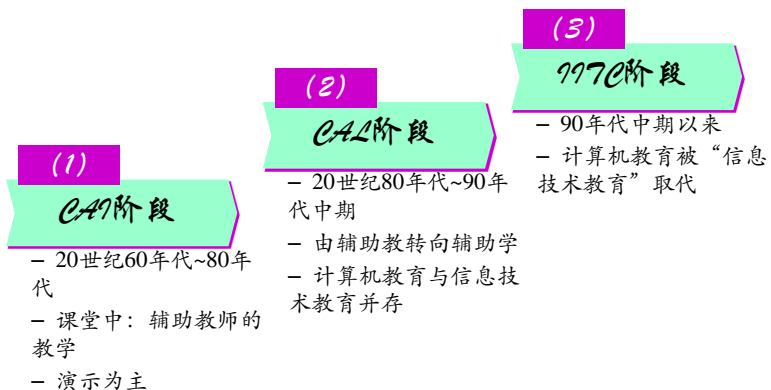 (1)
CAI阶段
– 20世纪60年代~80年
代
– 课堂中：辅助教师的
教学
– 演示为主
(2)
CAL阶段
– 20世纪80年代~90年
代中期
– 由辅助教转向辅助学
– 计算机教育与信息技
术教育并存
(3)
IITC阶段
– 90年代中期以来
– 计算机教育被“信息
技术教育”取代